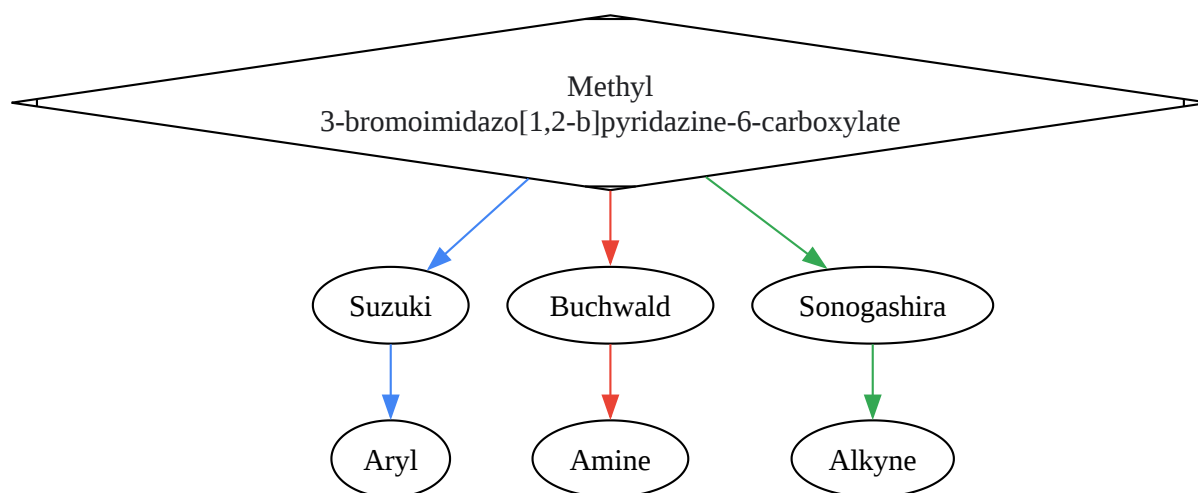 Methyl
3-bromoimidazo[1,2-b]pyridazine-6-carboxylate
Suzuki
Buchwald
Sonogashira
Aryl
Amine
Alkyne